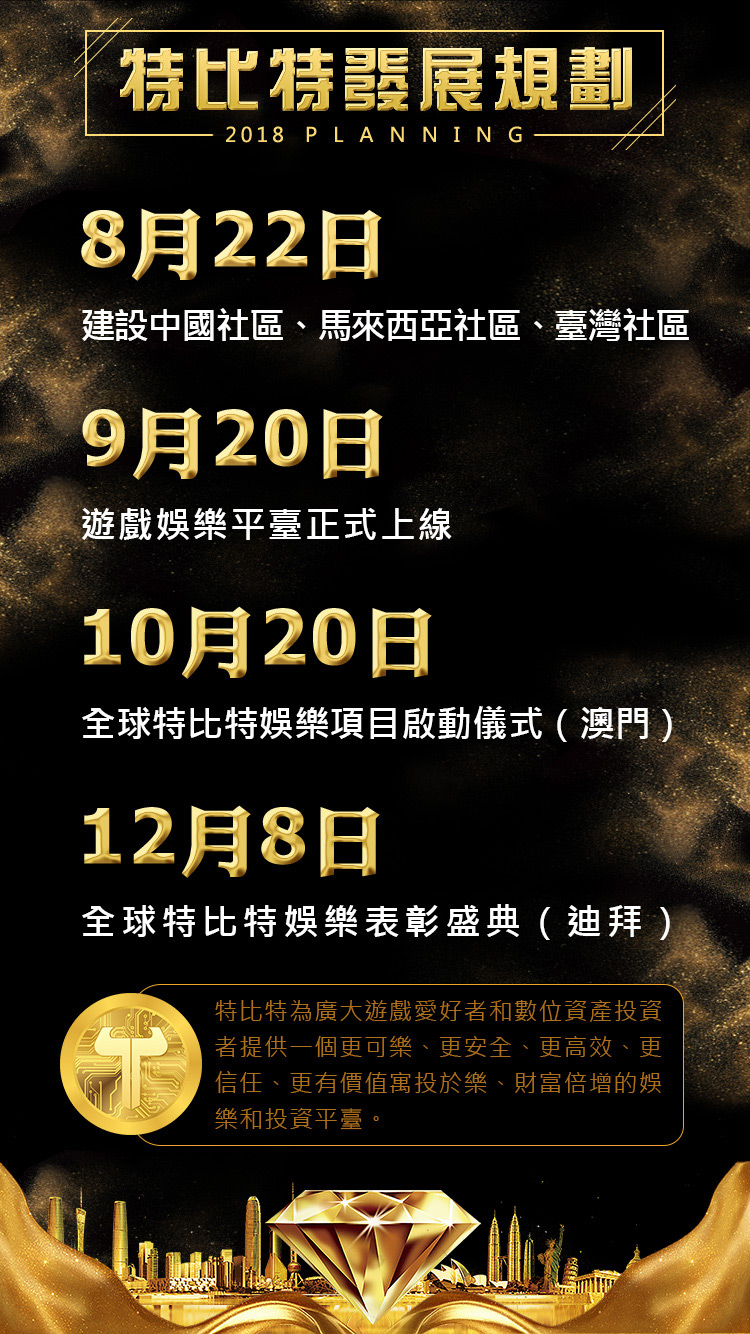 特比特發展規劃
2018 PLANNING
8月22日
建設中國社區、馬來西亞社區、臺灣社區
9月20日
遊戲娛樂平臺正式上線
10月20日
全球特比特娛樂項目啟動儀式（澳門）
12月8日
全球特比特娛樂表彰盛典（迪拜）
特比特為廣大遊戲愛好者和數位資產投資
者提供一個更可樂、更安全、更高效、更
信任、更有價值寓投於樂、財富倍增的娛
樂和投資平臺。